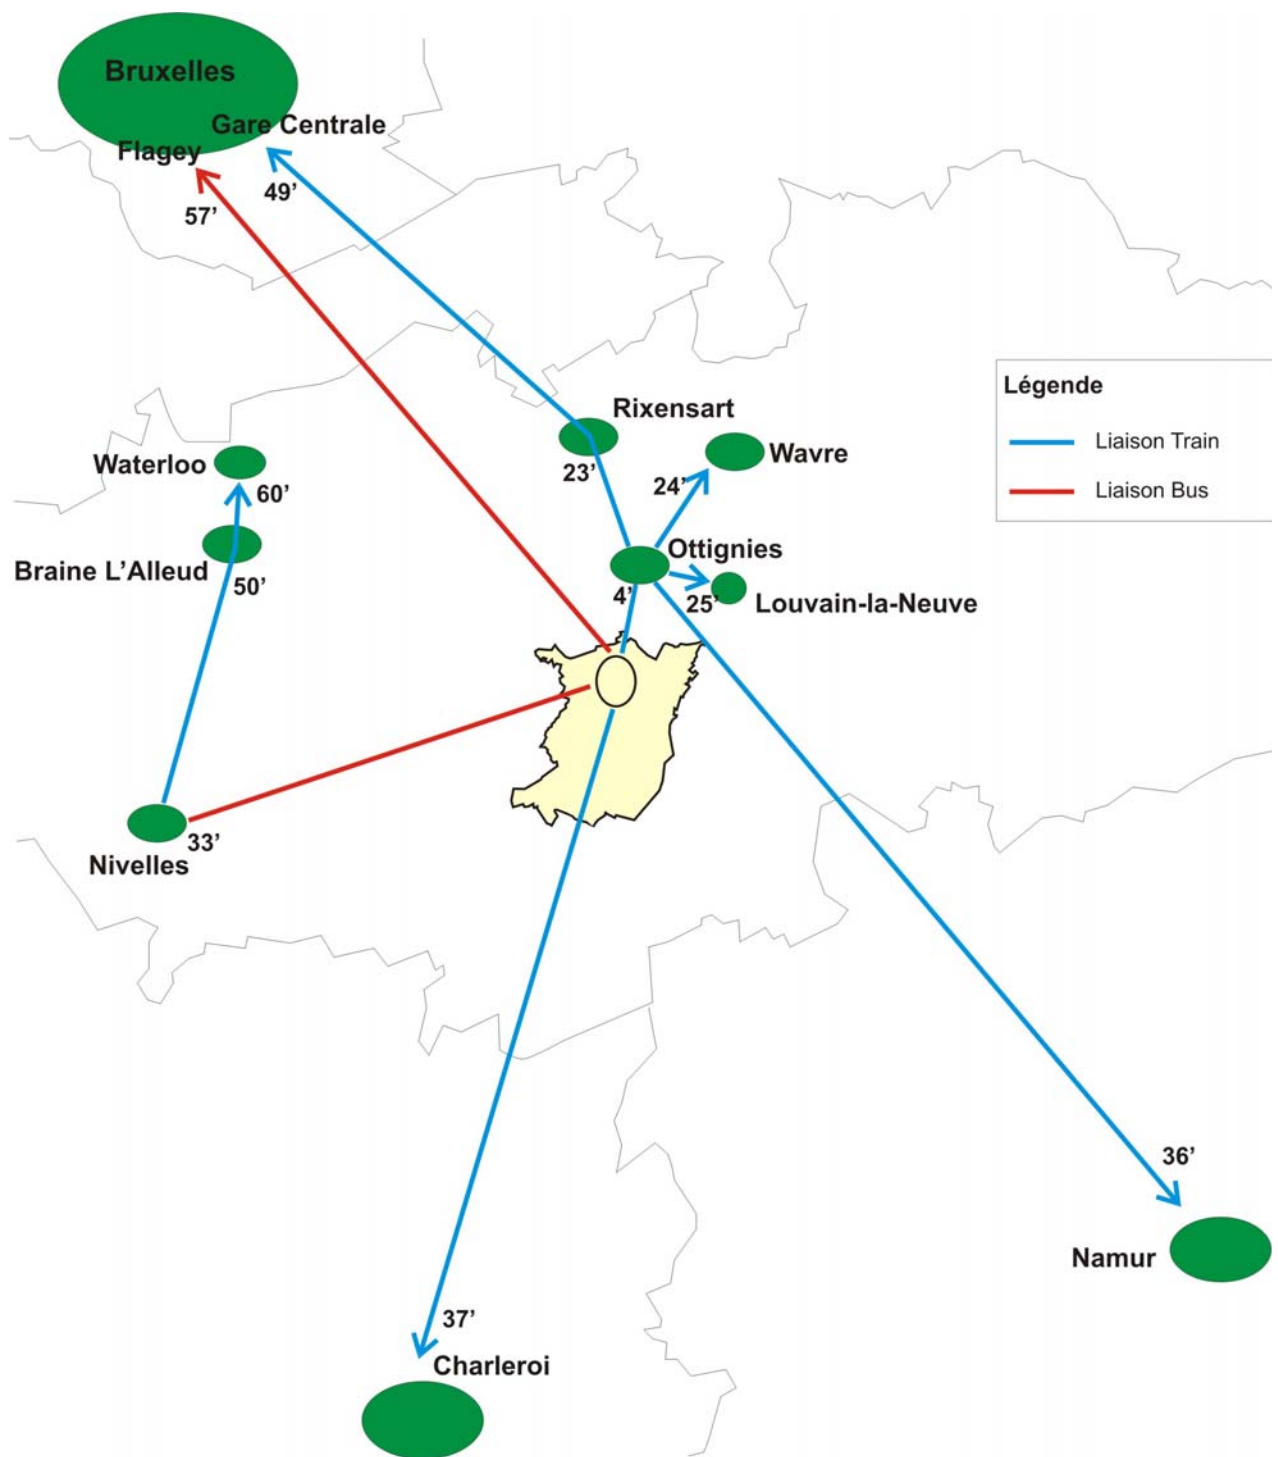 Bruxelles
Gare Centrale
Flagey
49’
57’
Légende
Liaison Train
Liaison Bus
Rixensart
23’
Wavre
24’
Waterloo
60’
Braine L’Alleud
50’
Ottignies
4’
25’
Louvain-la-Neuve
33’
Nivelles
36’
Namur
37’
Charleroi